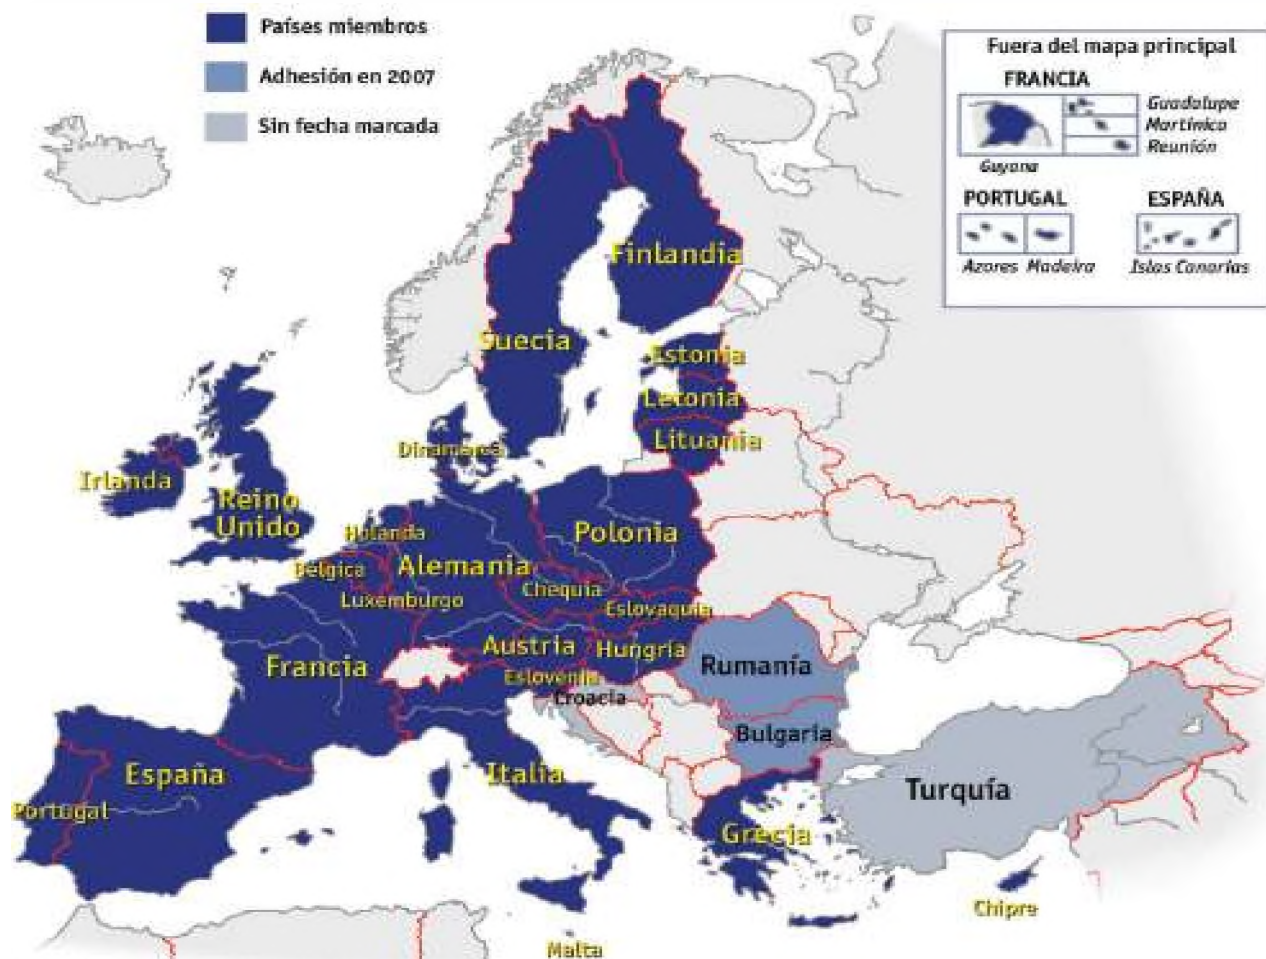 Países miembros
Adhesión en 2007
Sin fecha marcada
Fuera del mapa principal
FRANCIA
Guadalupe
Martinica
Reunión
Guyana
PORTUGAL
ESPAÑA
Azores
Madeira
Islas Canarias
Finlandia
Suecia
Estonia
Letonia
Lituania
Dinamarca
Irlanda
Reino
Unido
Holanda
Polonia
Bélgica
Alemania
Chequia
Luxemburgo
Eslovaquia
Austria
Hungría
Francia
Rumanía
Eslovenia
Croacia
Bulgaria
España
Italia
Turquía
Portugal
Grecia
Chipre
Malta